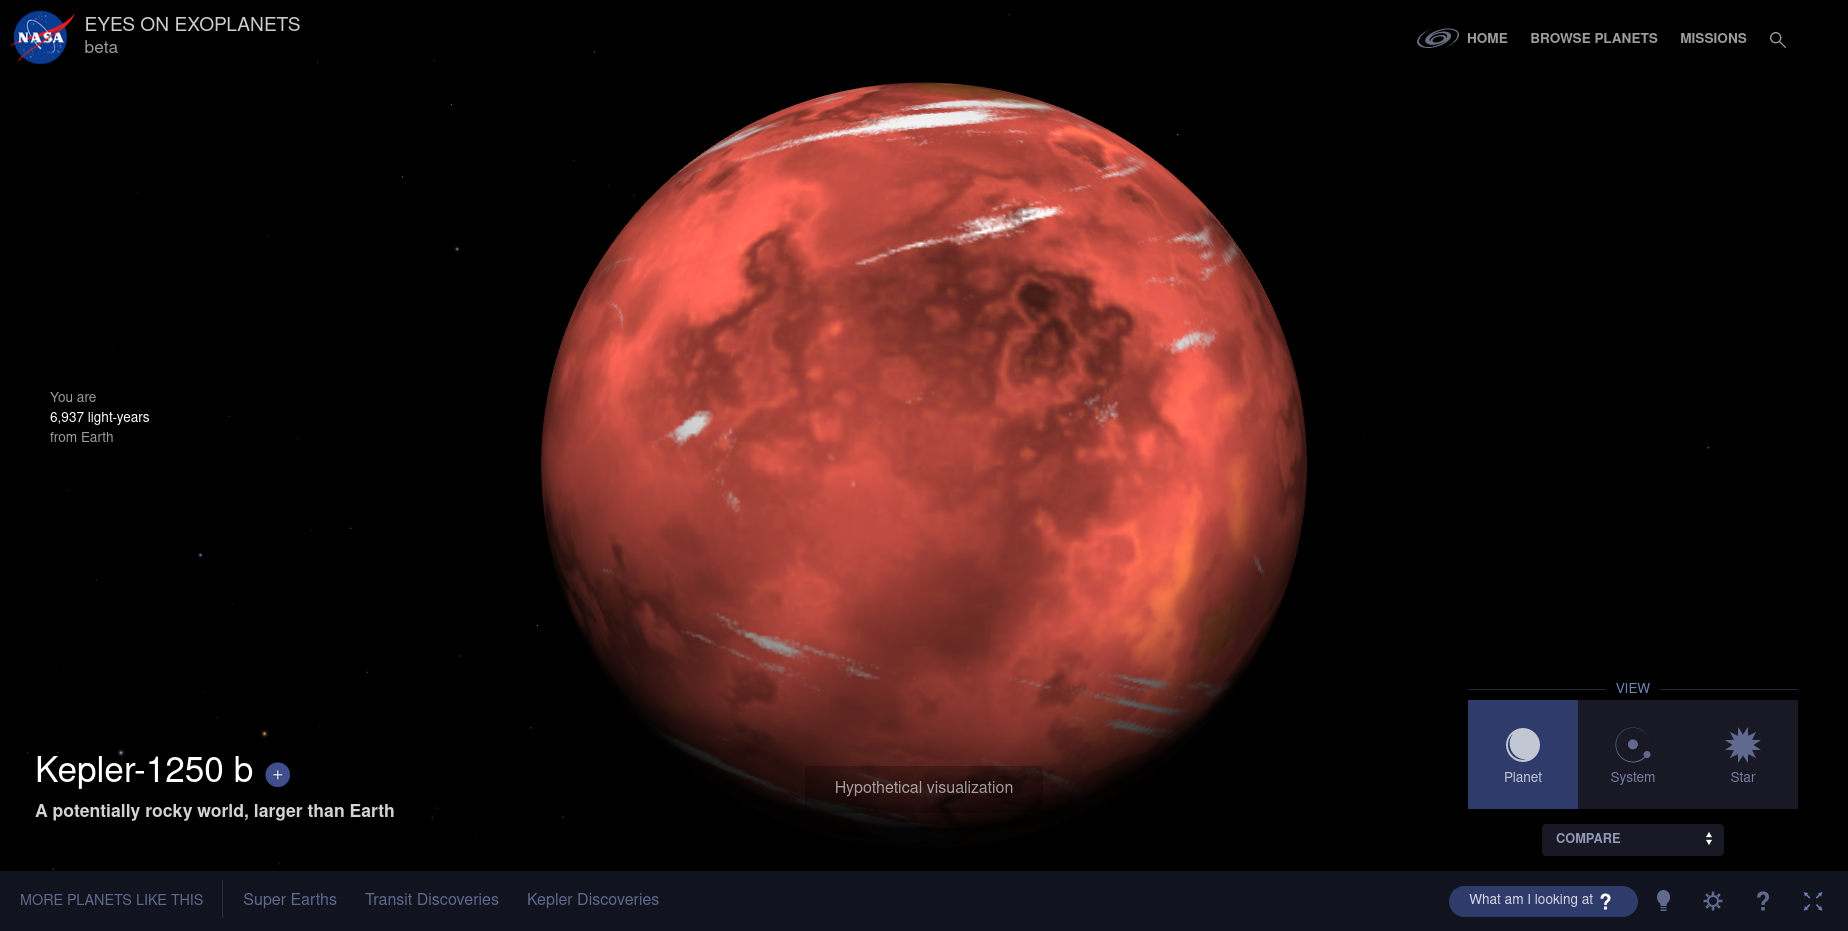 NASA
EYES ON EXOPLANETS
beta
HOME
BROWSE PLANETS
MISSIONS
You are
6,937 light-years
from Earth
Kepler-1250 b +
A potentially rocky world, larger than Earth
Hypothetical visualization
VIEW
Planet
System
Star
COMPARE
MORE PLANETS LIKE THIS
Super Earths
Transit Discoveries
Kepler Discoveries
What am I looking at ?
?